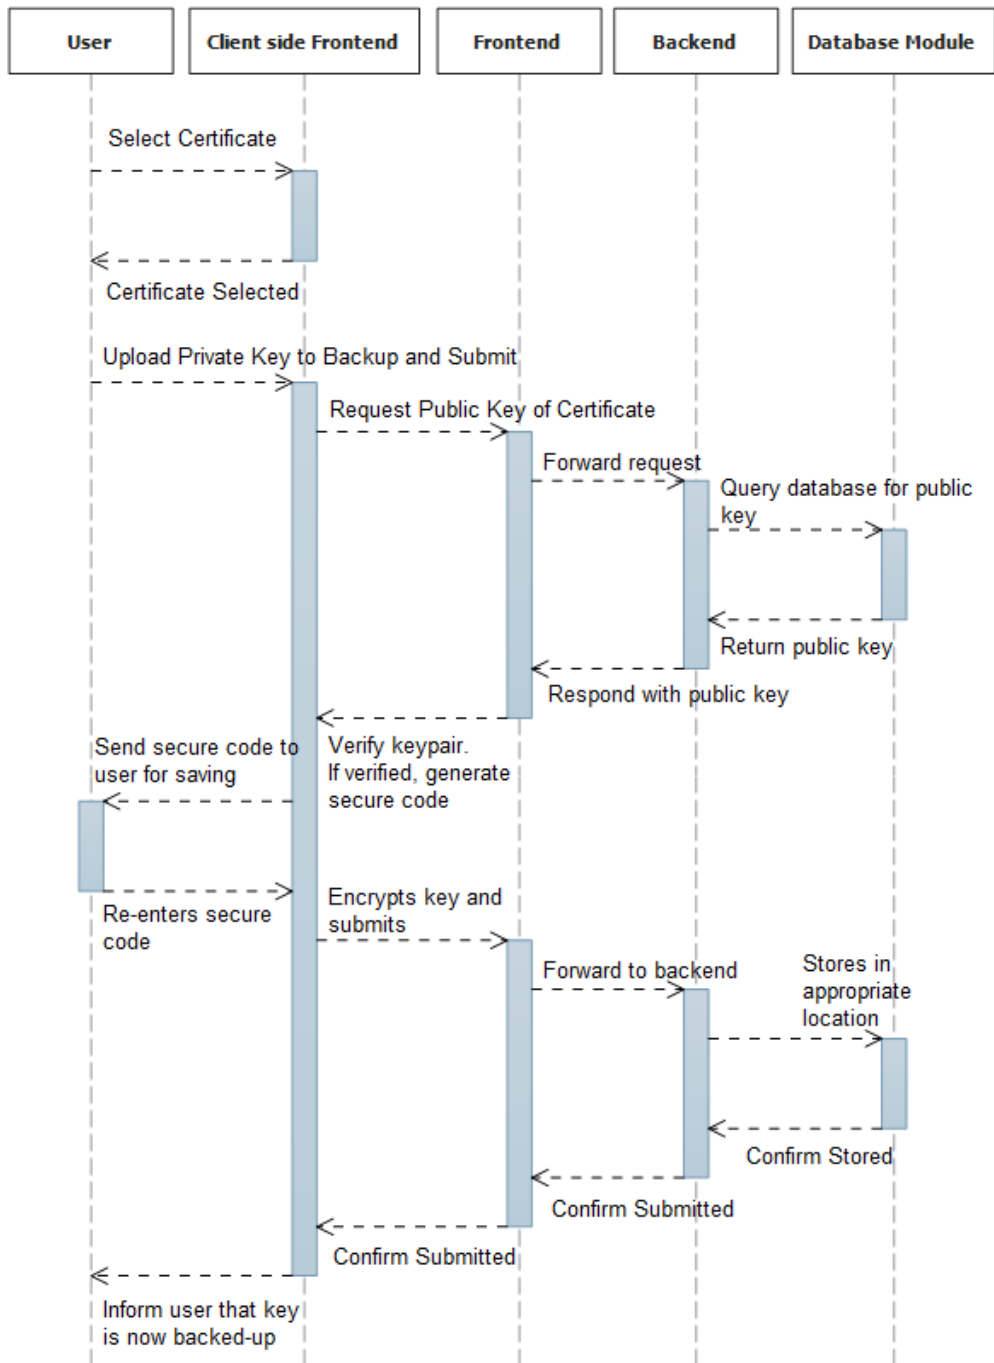 User
Client side Frontend
Frontend
Backend
Database Module
Select Certificate
Certificate Selected
Upload Private Key to Backup and Submit
Request Public Key of Certificate
Forward request
Query database for public
key
Return public key
Respond with public key
Verify keypair.
If verified, generate
secure code
Send secure code to
user for saving
Re-enters secure
code
Encrypts key and
submits
Forward to backend
Stores in
appropriate
location
Confirm Stored
Confirm Submitted
Confirm Submitted
Inform user that key
is now backed-up